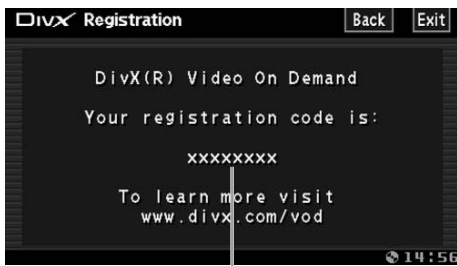 DivX Registration Back Exit
DivX(R) Video On Demand
Your registration code is:
xxxxxxxx
To learn more visit
www.divx.com/vod
14:56